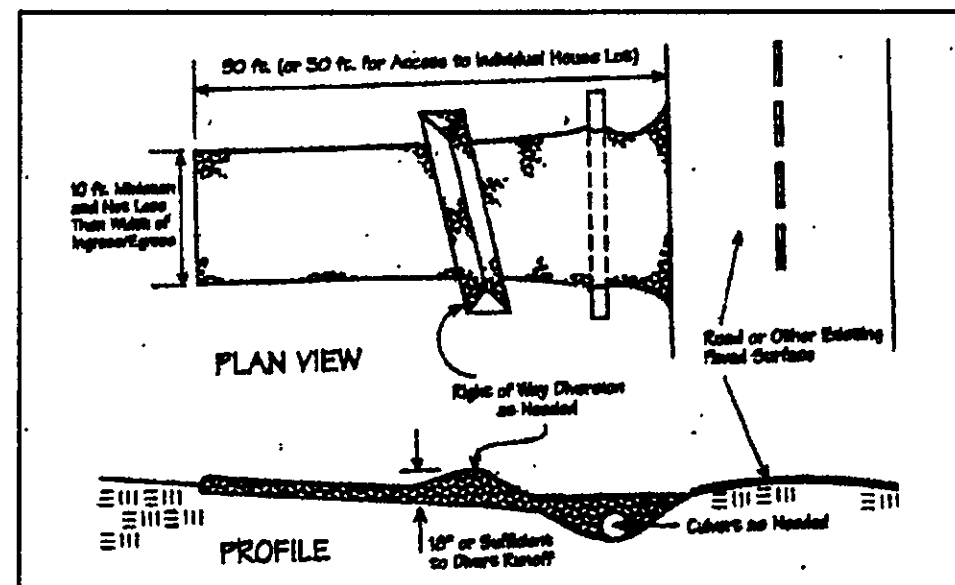 ft. (or 30 ft. for Access to Individual House Lot)
10 ft. Minimum
and Not Less
Than Width of
Ingress/Egress
PLAN VIEW
Right of Way Diversion
as Needed
Road or Other Existing
Paved Surface
Culvert as Needed
18" or Sufficient
to Divert Runoff
PROFILE